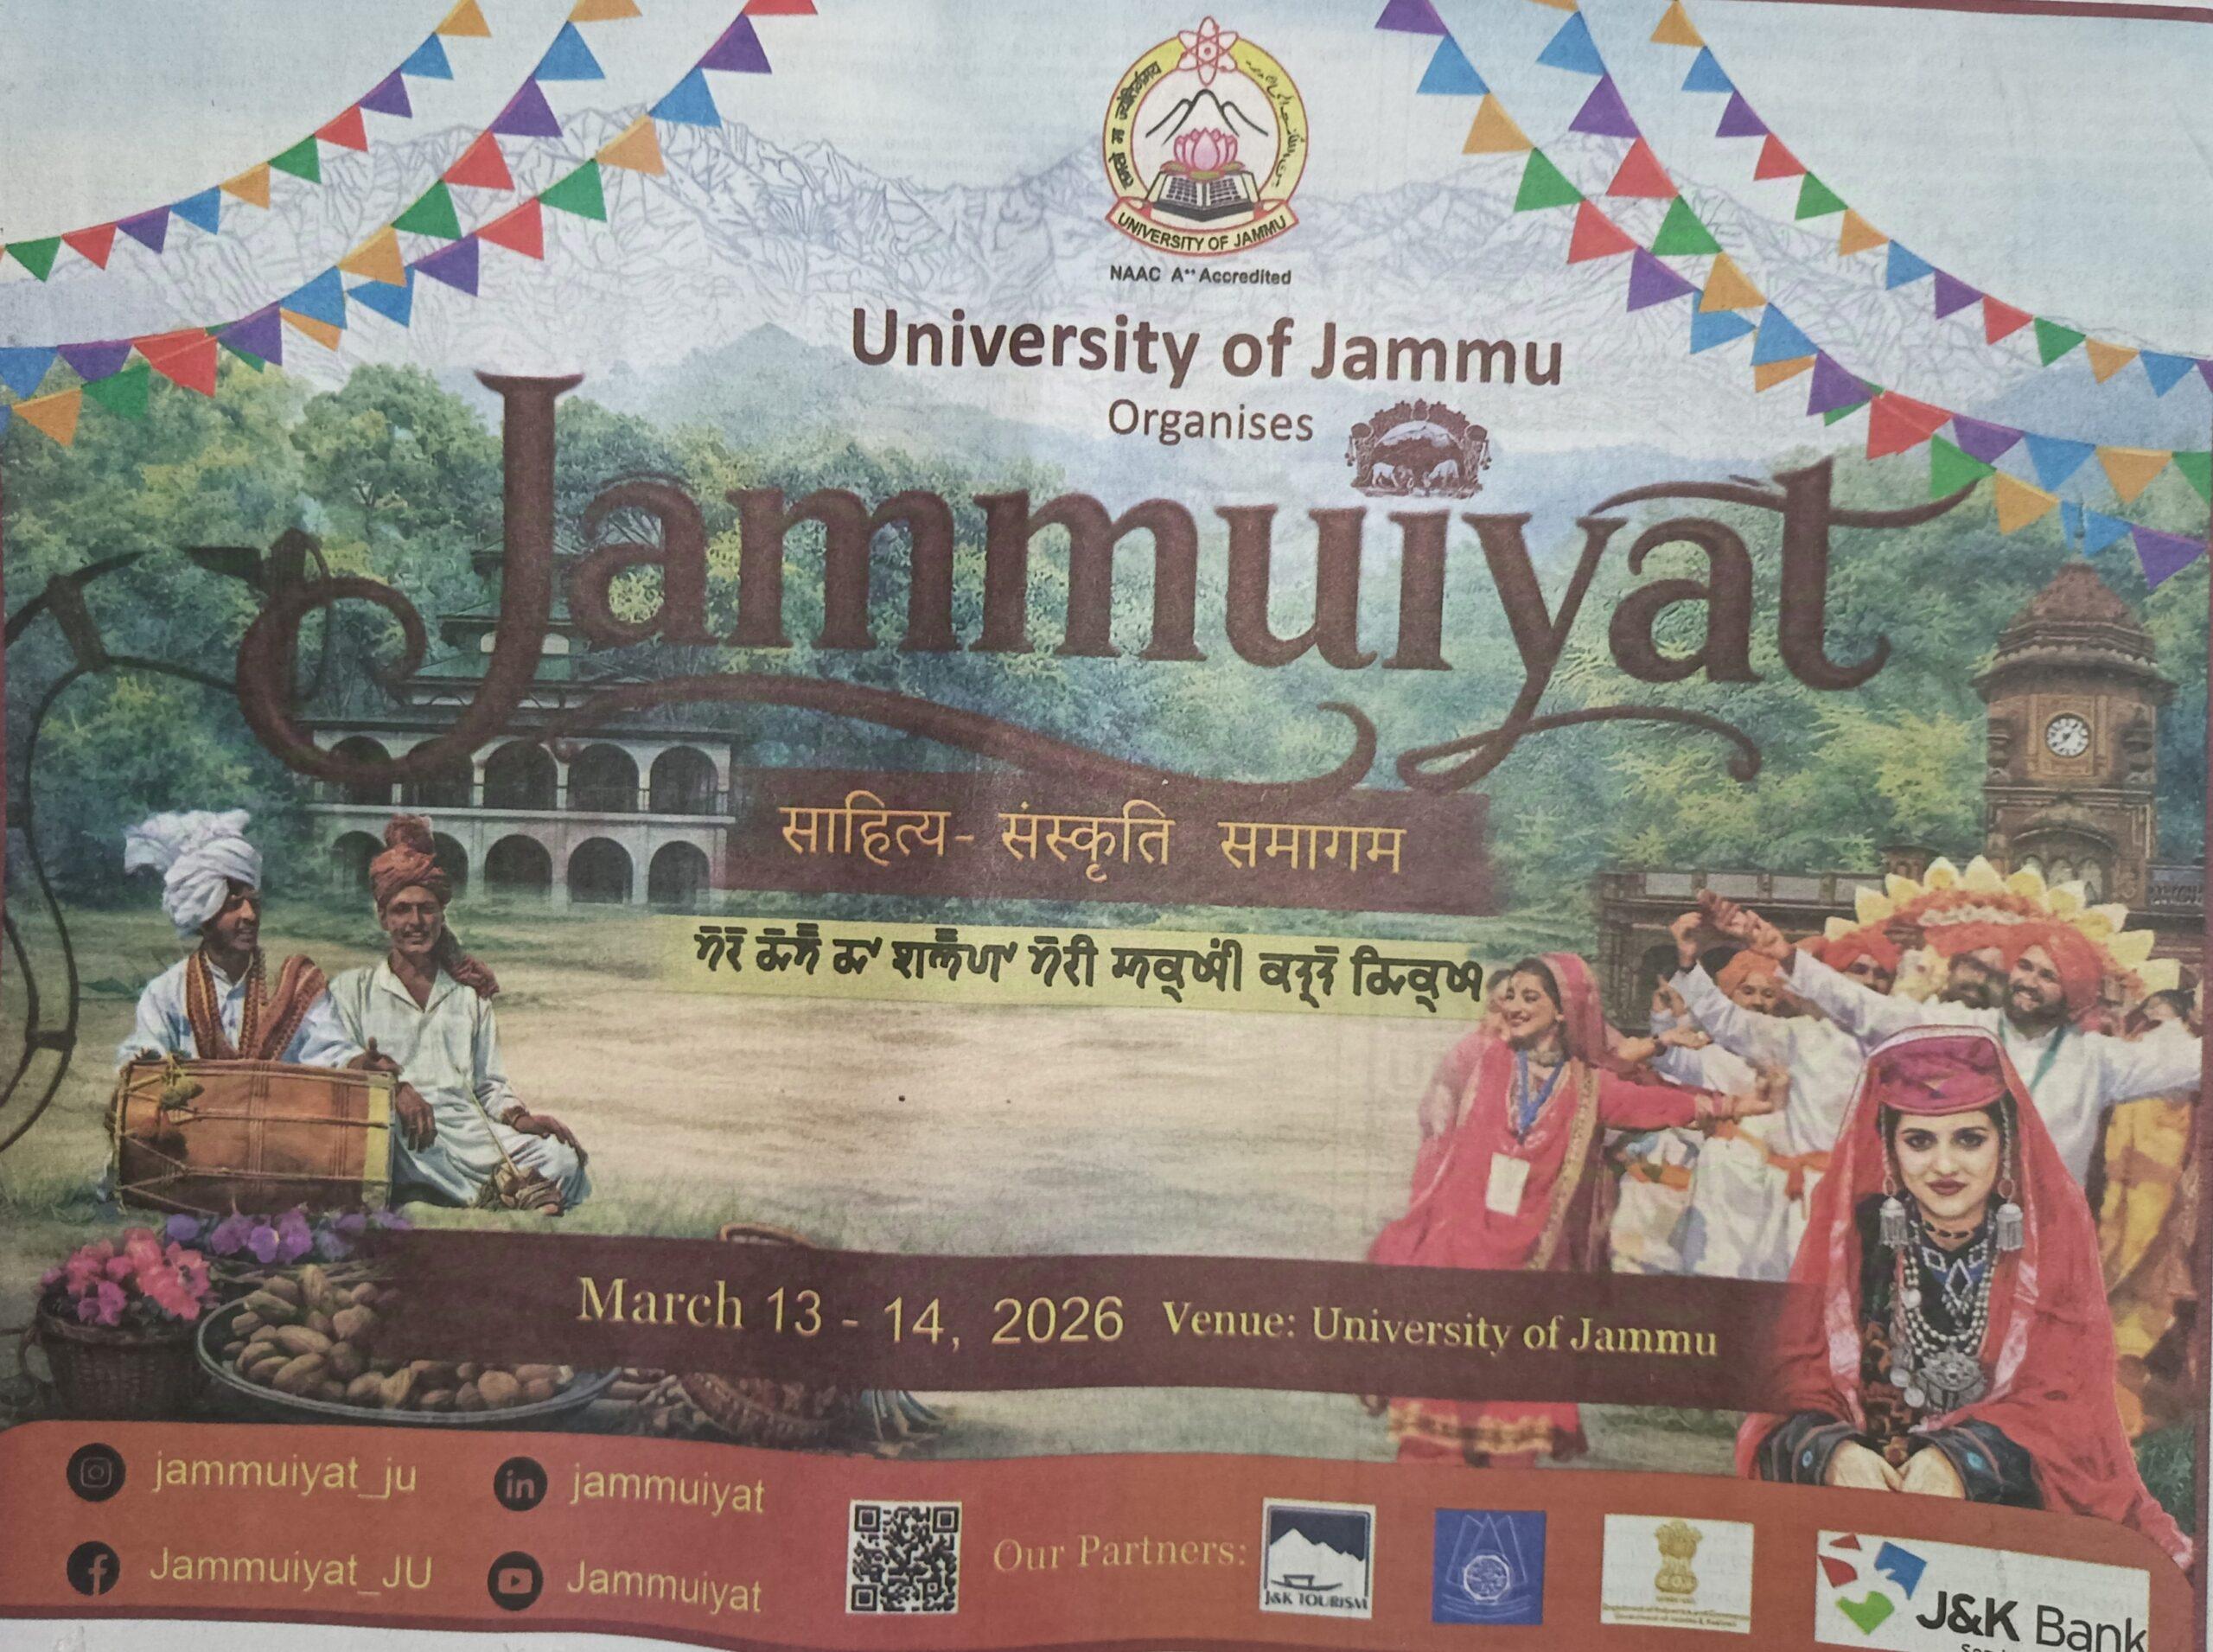 UNIVERSITY OF JAMMU
NAAC A++ Accredited
University of Jammu
Organises
Jammuiyat
साहित्य- संस्कृति समागम
March 13 - 14, 2026 Venue: University of Jammu
jammuiyat_ju
jammuiyat
Jammuiyat_JU
Jammuiyat
Our Partners:
J&K TOURISM
J&K Bank